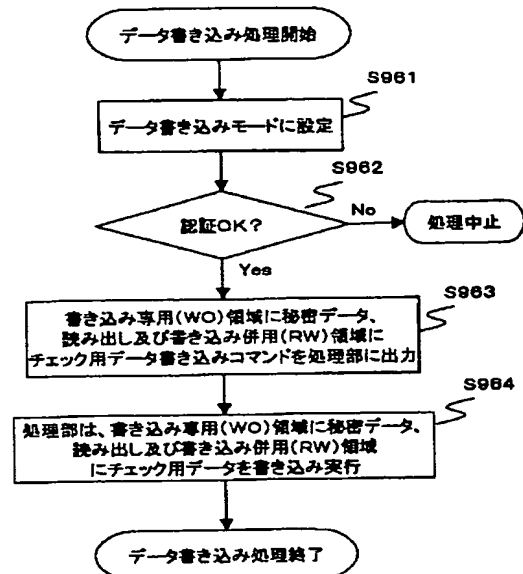 データ書き込み処理開始
S961
データ書き込みモードに設定
S962
認証OK?
No
処理中止
Yes
S963
書き込み専用(WO)領域に秘密データ、
読み出し及び書き込み併用(RW)領域に
チェック用データ書き込みコマンドを処理部に出力
S964
処理部は、書き込み専用(WO)領域に秘密データ、
読み出し及び書き込み併用(RW)領域
にチェック用データを書き込み実行
データ書き込み処理終了